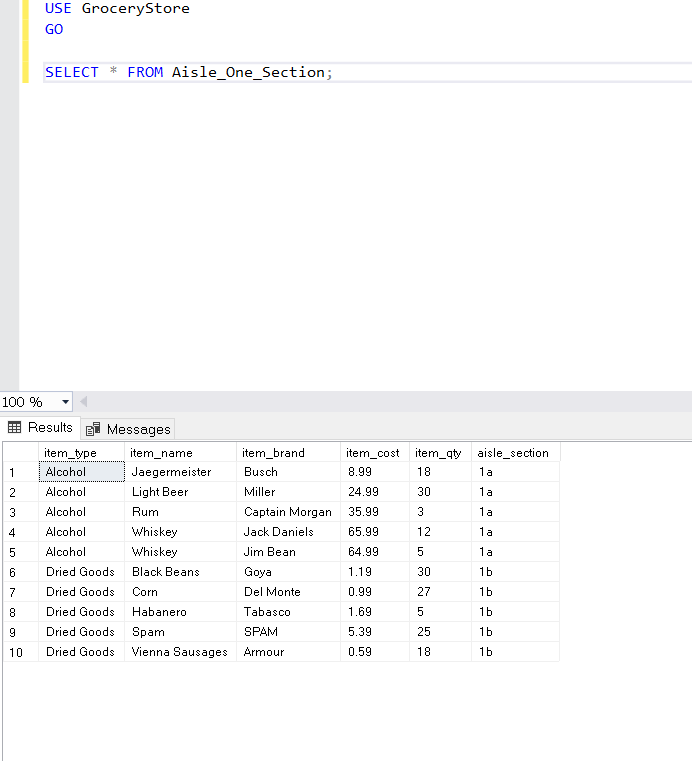 USE GroceryStore
GO
SELECT * FROM Aisle_One_Section;
100 %
Results Messages
item_type item_name item_brand item_cost item_qty aisle_section
1 Alcohol Jaegermeister Busch 8.99 18 1a
2 Alcohol Light Beer Miller 24.99 30 1a
3 Alcohol Rum Captain Morgan 35.99 3 1a
4 Alcohol Whiskey Jack Daniels 65.99 12 1a
5 Alcohol Whiskey Jim Bean 64.99 5 1a
6 Dried Goods Black Beans Goya 1.19 30 1b
7 Dried Goods Corn Del Monte 0.99 27 1b
8 Dried Goods Habanero Tabasco 1.69 5 1b
9 Dried Goods Spam SPAM 5.39 25 1b
10 Dried Goods Vienna Sausages Armour 0.59 18 1b